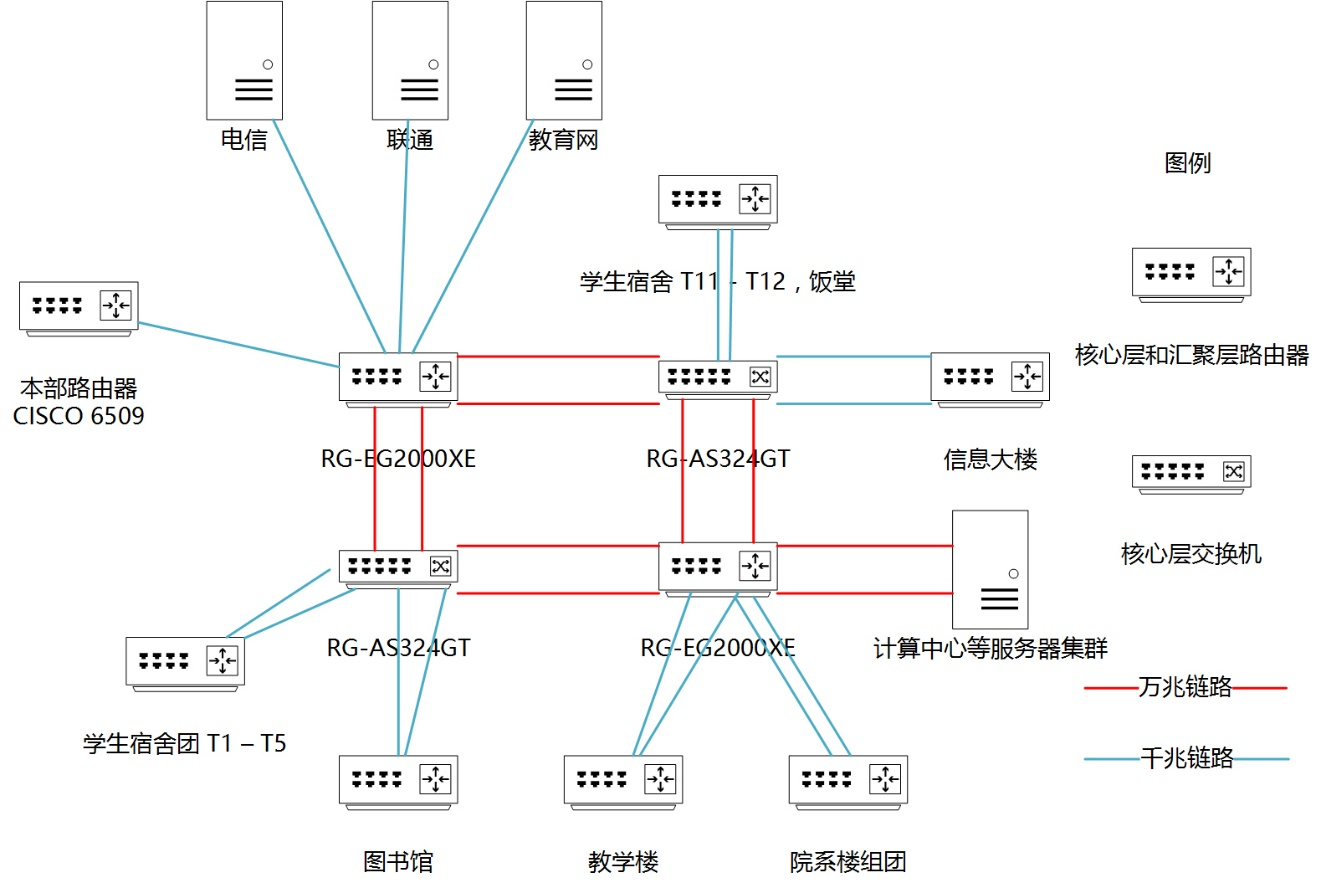 电信
联通
教育网
图例
学生宿舍 T11 - T12，饭堂
核心层和汇聚层路由器
本部路由器
CISCO 6509
RG-EG2000XE
RG-AS324GT
信息大楼
核心层交换机
RG-AS324GT
RG-EG2000XE
计算中心等服务器集群
万兆链路
学生宿舍团 T1 – T5
千兆链路
图书馆
教学楼
院系楼组团